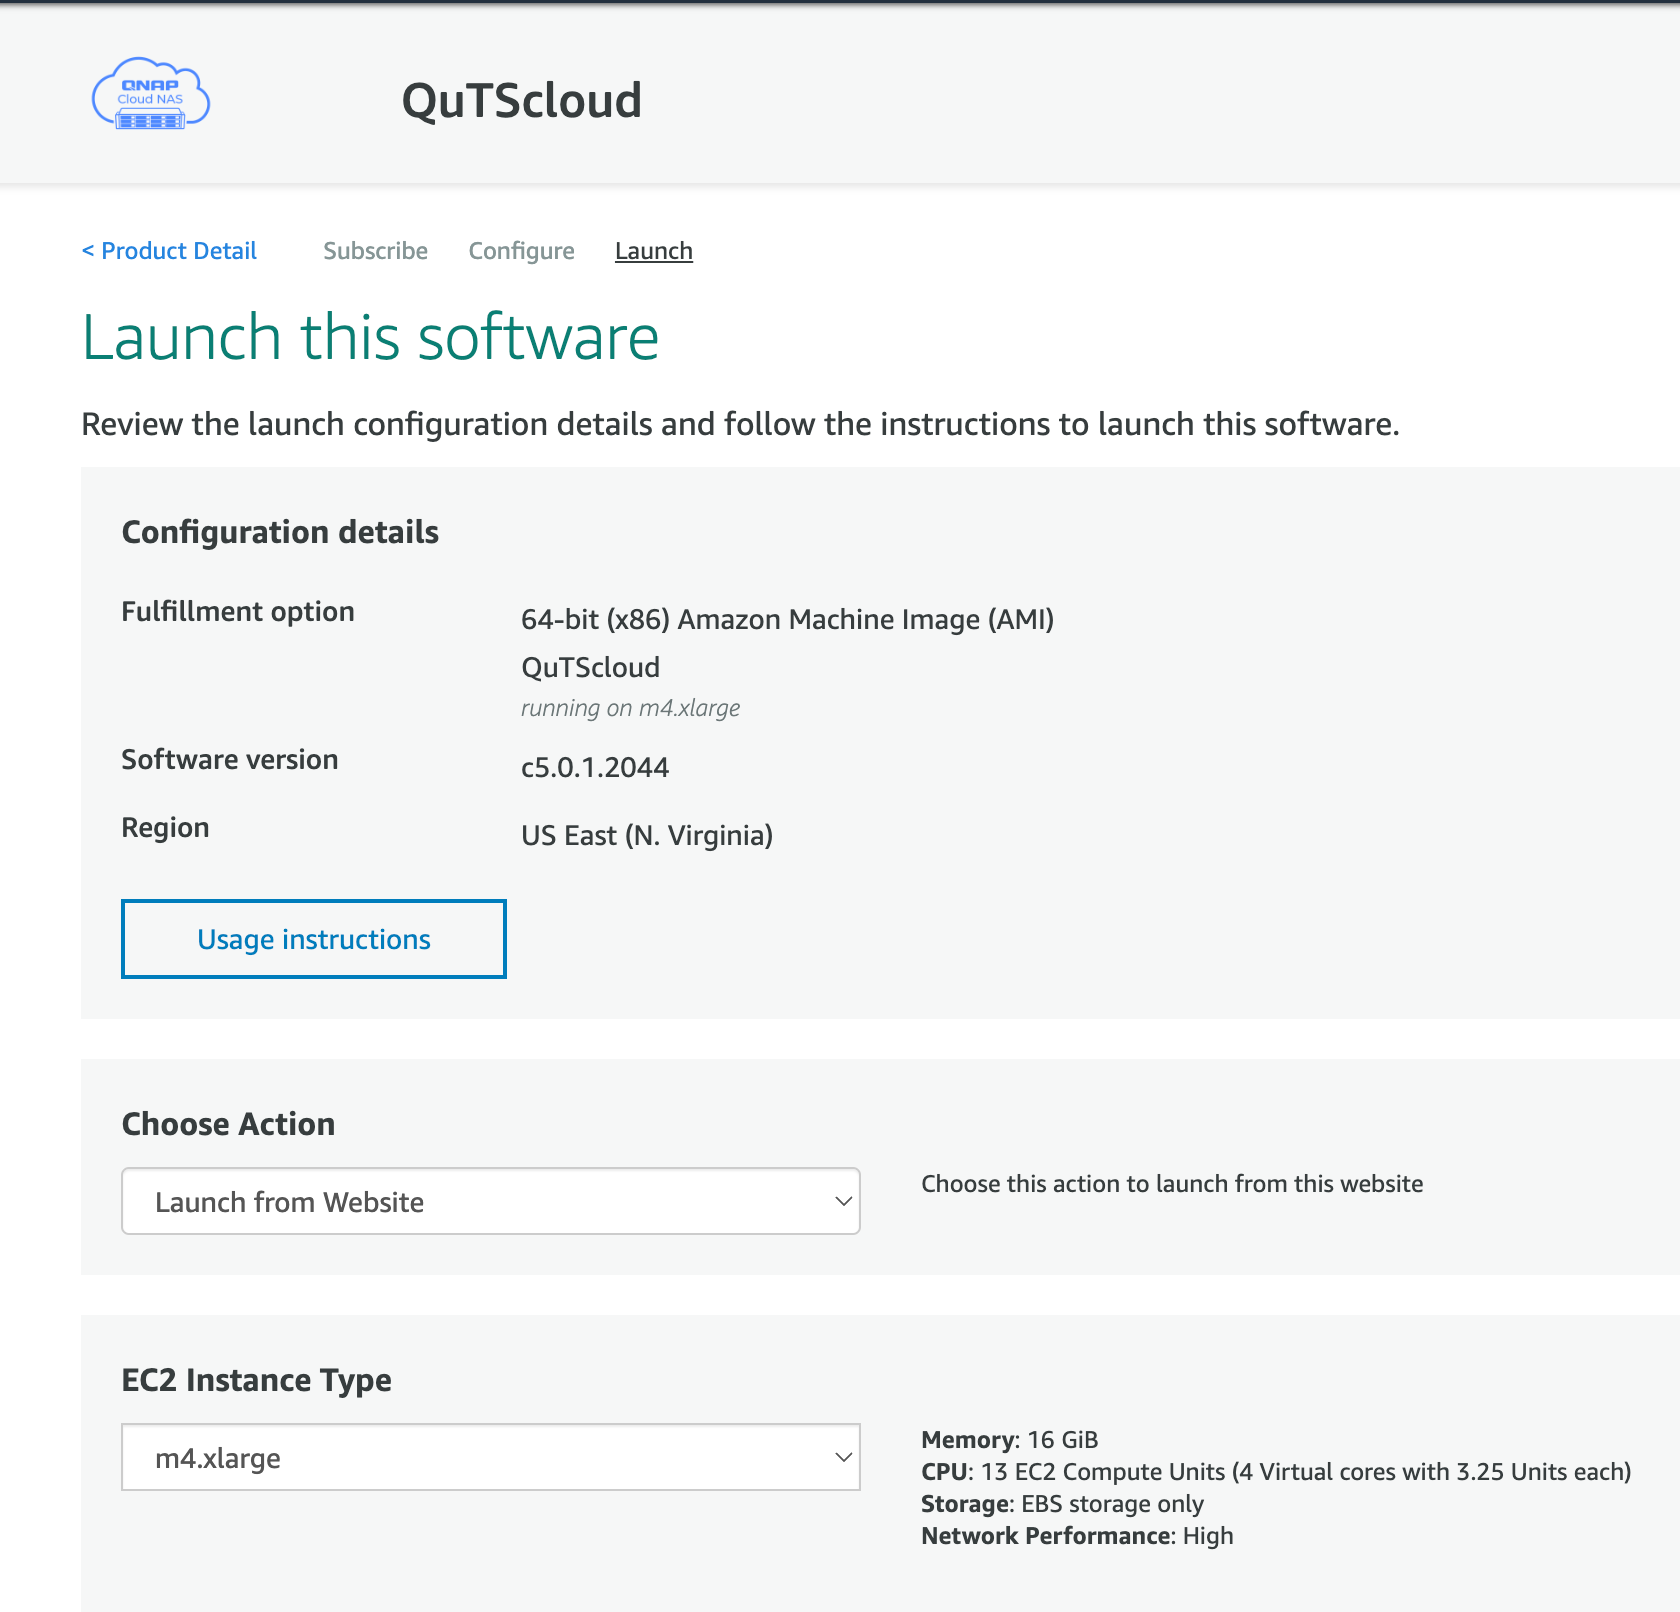 QNAP
Cloud NAS
QuTScloud
< Product Detail Subscribe Configure Launch
Launch this software
Review the launch configuration details and follow the instructions to launch this software.
Configuration details
Fulfillment option
64-bit (x86) Amazon Machine Image (AMI)
QuTScloud
running on m4.xlarge
Software version
c5.0.1.2044
Region
US East (N. Virginia)
Usage instructions
Choose Action
Launch from Website
Choose this action to launch from this website
EC2 Instance Type
m4.xlarge
Memory: 16 GiB
CPU: 13 EC2 Compute Units (4 Virtual cores with 3.25 Units each)
Storage: EBS storage only
Network Performance: High